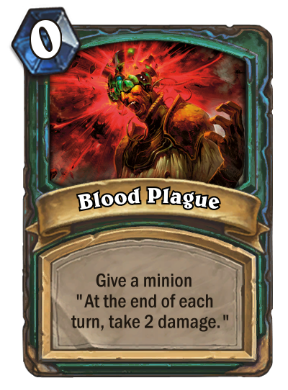 0
Blood Plague
Give a minion
"At the end of each
turn, take 2 damage."